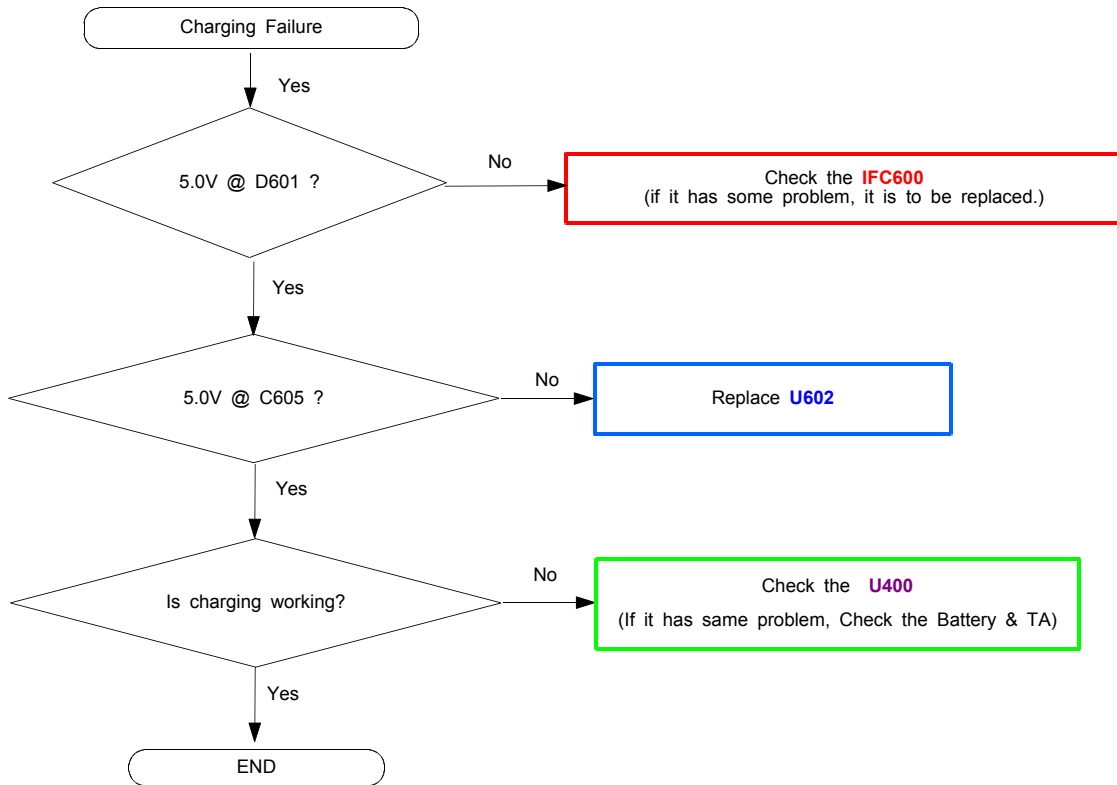 Charging Failure
Yes
5.0V @ D601 ?
No
Check the IFC600
(if it has some problem, it is to be replaced.)
Yes
5.0V @ C605 ?
No
Replace U602
Yes
Is charging working?
No
Check the U400
(If it has same problem, Check the Battery & TA)
Yes
END